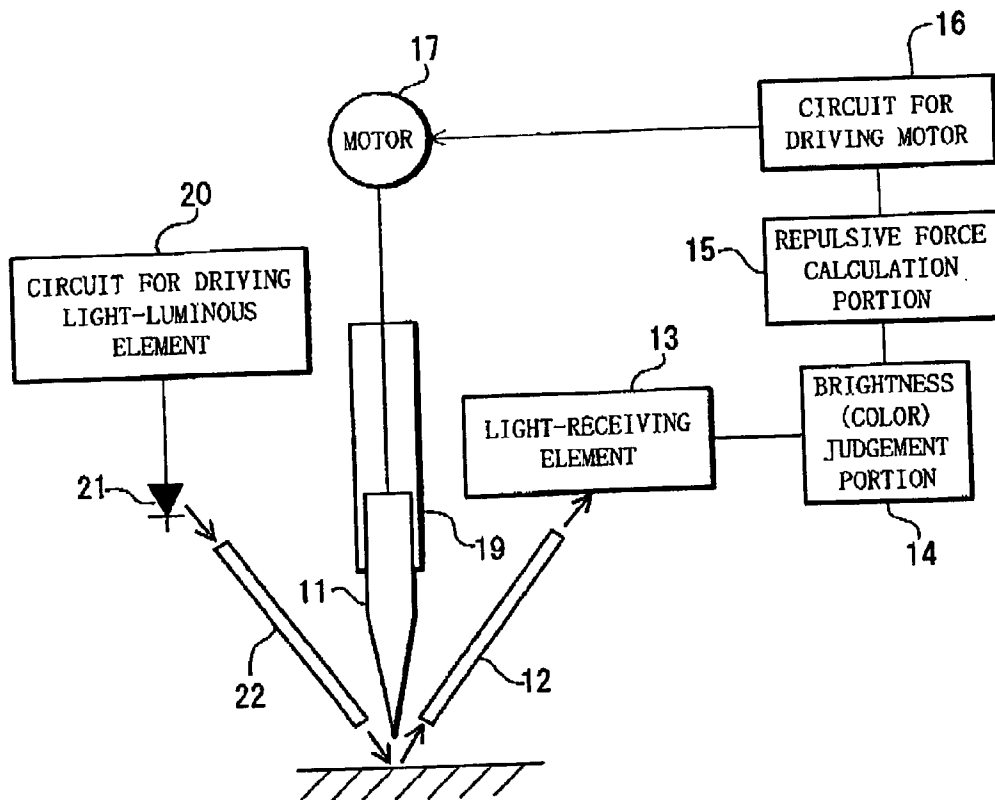 17
MOTOR
16
CIRCUIT FOR
DRIVING MOTOR
20
CIRCUIT FOR DRIVING
LIGHT-LUMINOUS
ELEMENT
15
REPULSIVE FORCE
CALCULATION
PORTION
13
LIGHT-RECEIVING
ELEMENT
BRIGHTNESS
(COLOR)
JUDGEMENT
PORTION
14
21
19
11
22
12